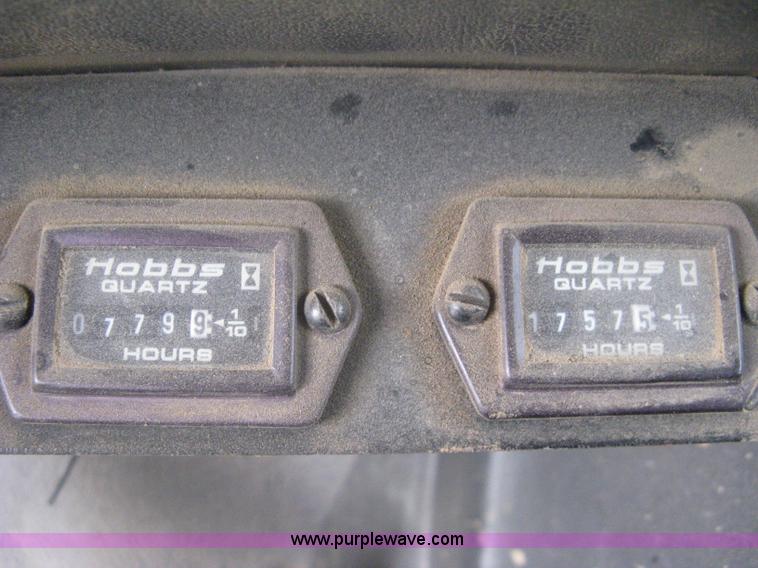 Hobbs
QUARTZ
0 7 7 9 9 ◄ 1/10
HOURS
Hobbs
QUARTZ
1 7 5 7 5 ◄ 1/10
HOURS
www.purplewave.com